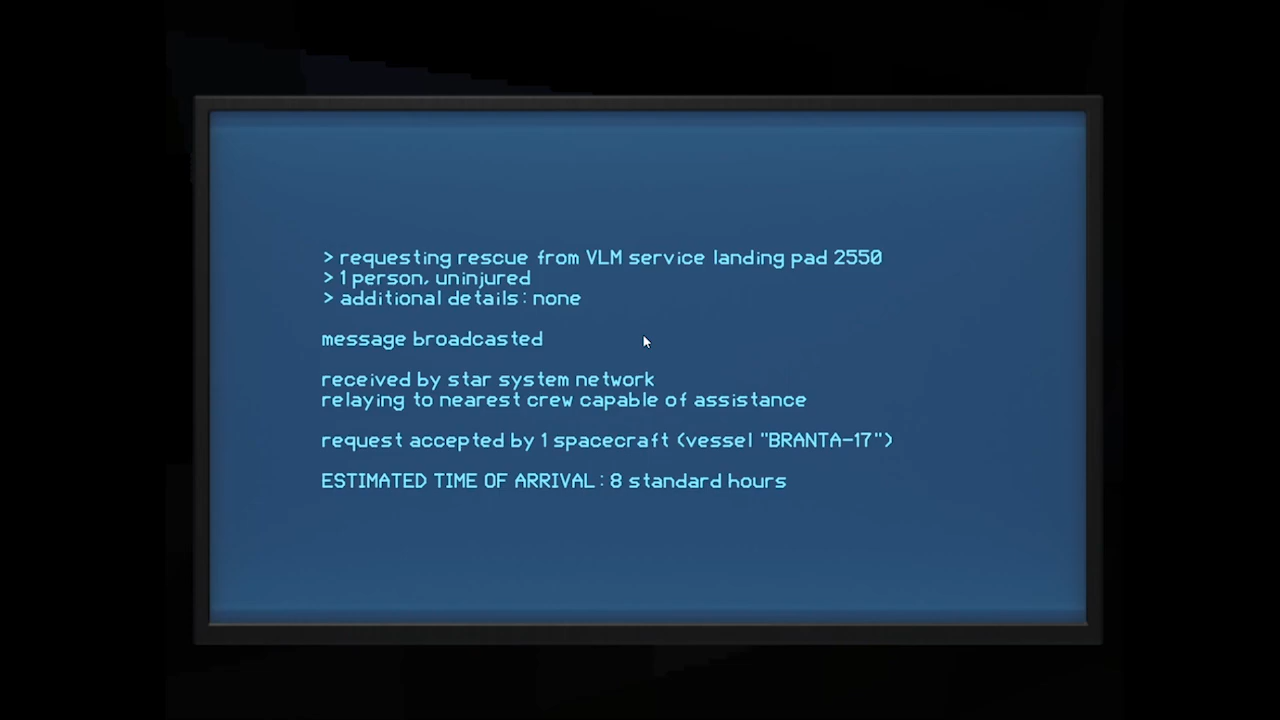 > requesting rescue from VLM service landing pad 2550
> 1 person, uninjured
> additional details: none
message broadcasted
received by star system network
relaying to nearest crew capable of assistance
request accepted by 1 spacecraft (vessel "BRANTA-17")
ESTIMATED TIME OF ARRIVAL: 8 standard hours